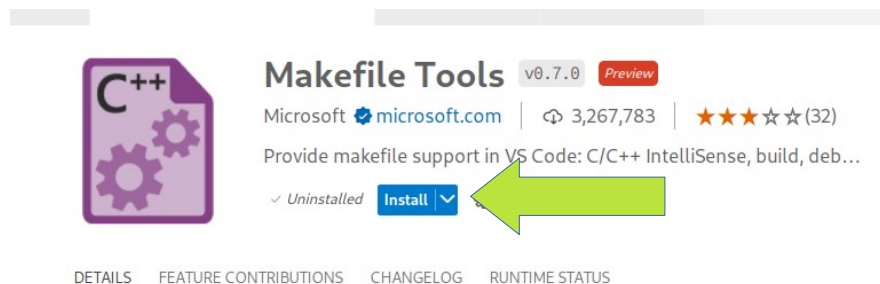 C++
Makefile Tools v0.7.0 Preview
Microsoft microsoft.com 3,267,783 (32)
Provide makefile support in VS Code: C/C++ IntelliSense, build, deb...
Uninstalled Install
DETAILS FEATURE CONTRIBUTIONS CHANGELOG RUNTIME STATUS